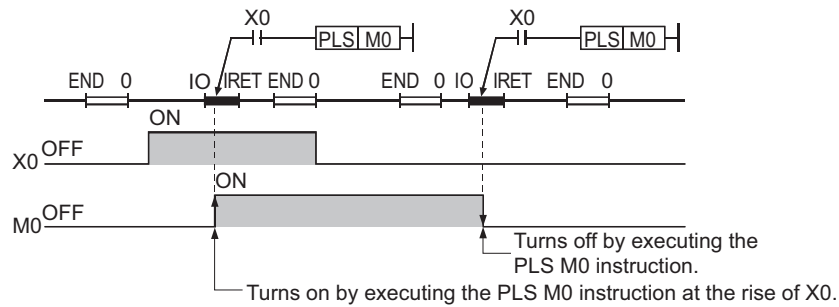 X0 X0
PLS M0 PLS M0
END 0 IO IRET END 0 END 0 IO IRET END 0
ON
X0 OFF
ON
M0 OFF
Turns off by executing the
PLS M0 instruction.
Turns on by executing the PLS M0 instruction at the rise of X0.